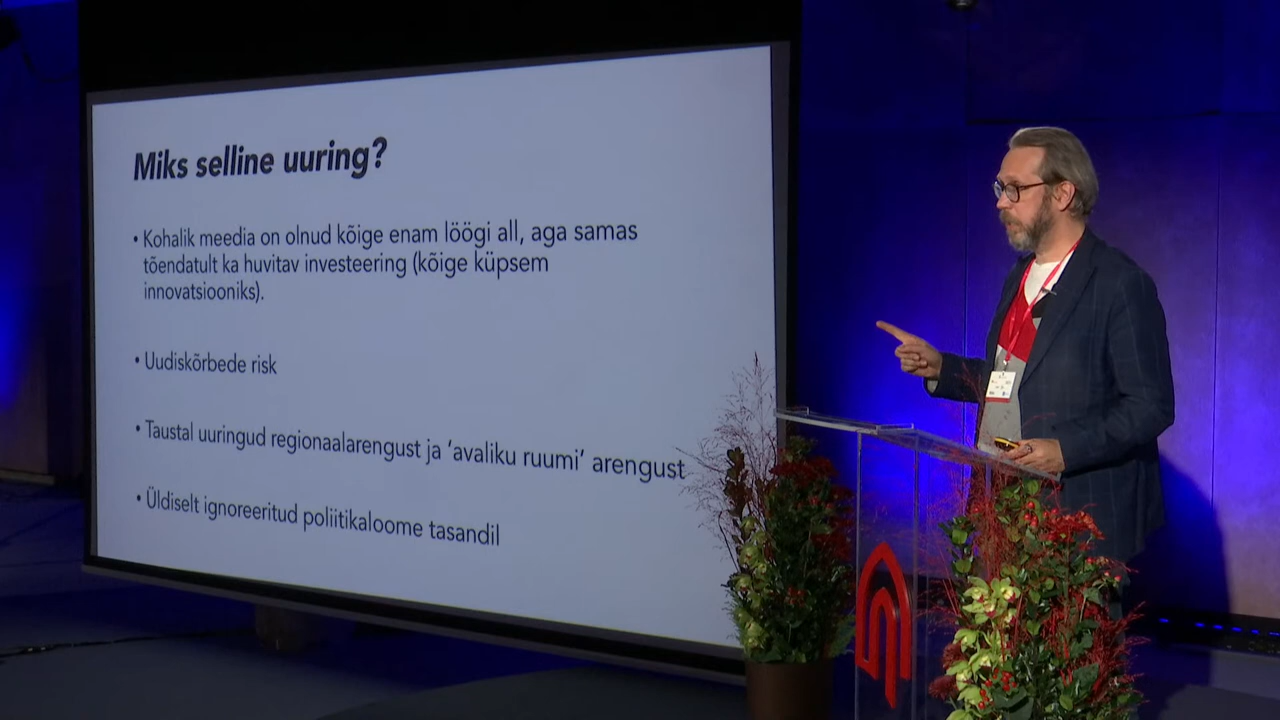 Miks selline uuring?
• Kohalik meedia on olnud kõige enam löögi all, aga samas
tõendatult ka huvitav investeering (kõige küpsem
innovatsiooniks).
• Uudiskõrbede risk
• Taustal uuringud regionaalarengust ja ‘avaliku ruumi’ arengust
• Üldiselt ignoreeritud poliitikaloome tasandil